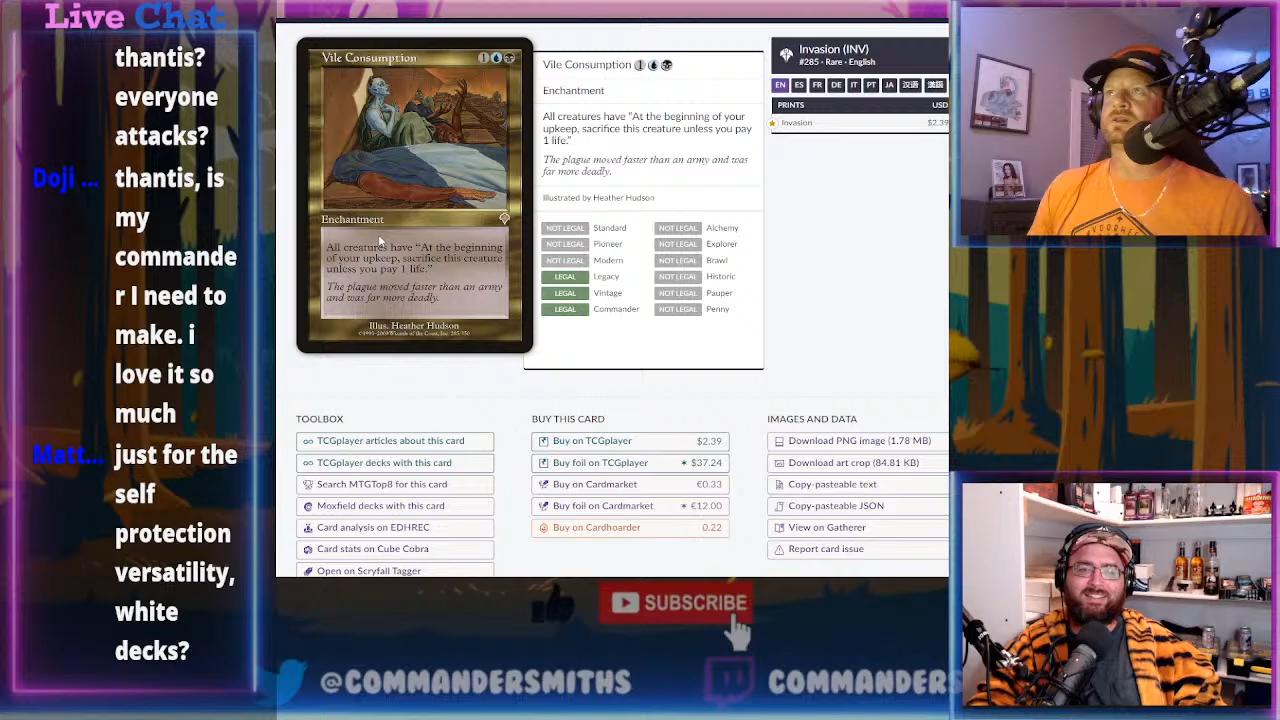 Live Chat
thantis?
everyone
attacks?
Doji ... thantis, is
my
commande
r I need to
make. i
love it so
much
Matt... just for the
self
protection
versatility,
white
decks?
Vile Consumption 1
Enchantment
All creatures have "At the beginning
of your upkeep, sacrifice this creature
unless you pay 1 life."
The plague moved faster than an army
and was far more deadly.
Illus. Heather Hudson
Vile Consumption 1
Enchantment
All creatures have "At the beginning of your
upkeep, sacrifice this creature unless you pay
1 life."
The plague moved faster than an army and was
far more deadly.
Illustrated by Heather Hudson
NOT LEGAL Standard NOT LEGAL Alchemy
NOT LEGAL Pioneer NOT LEGAL Explorer
NOT LEGAL Modern NOT LEGAL Brawl
LEGAL Legacy NOT LEGAL Historic
LEGAL Vintage NOT LEGAL Pauper
LEGAL Commander NOT LEGAL Penny
Invasion (INV)
#285 · Rare · English
EN ES FR DE IT PT JA 汉语 漢語
PRINTS USD
Invasion $2.39
TOOLBOX
TCGplayer articles about this card
TCGplayer decks with this card
Search MTGTop8 for this card
Moxfield decks with this card
Card analysis on EDHREC
Card stats on Cube Cobra
Open on Scryfall Tagger
BUY THIS CARD
Buy on TCGplayer $2.39
Buy foil on TCGplayer ✶ $37.24
Buy on Cardmarket €0.33
Buy foil on Cardmarket ✶ €12.00
Buy on Cardhoarder 0.22
IMAGES AND DATA
Download PNG image (1.78 MB)
Download art crop (84.81 KB)
Copy-pasteable text
Copy-pasteable JSON
View on Gatherer
Report card issue
SUBSCRIBE
@COMMANDERSMITHS
COMMANDERS